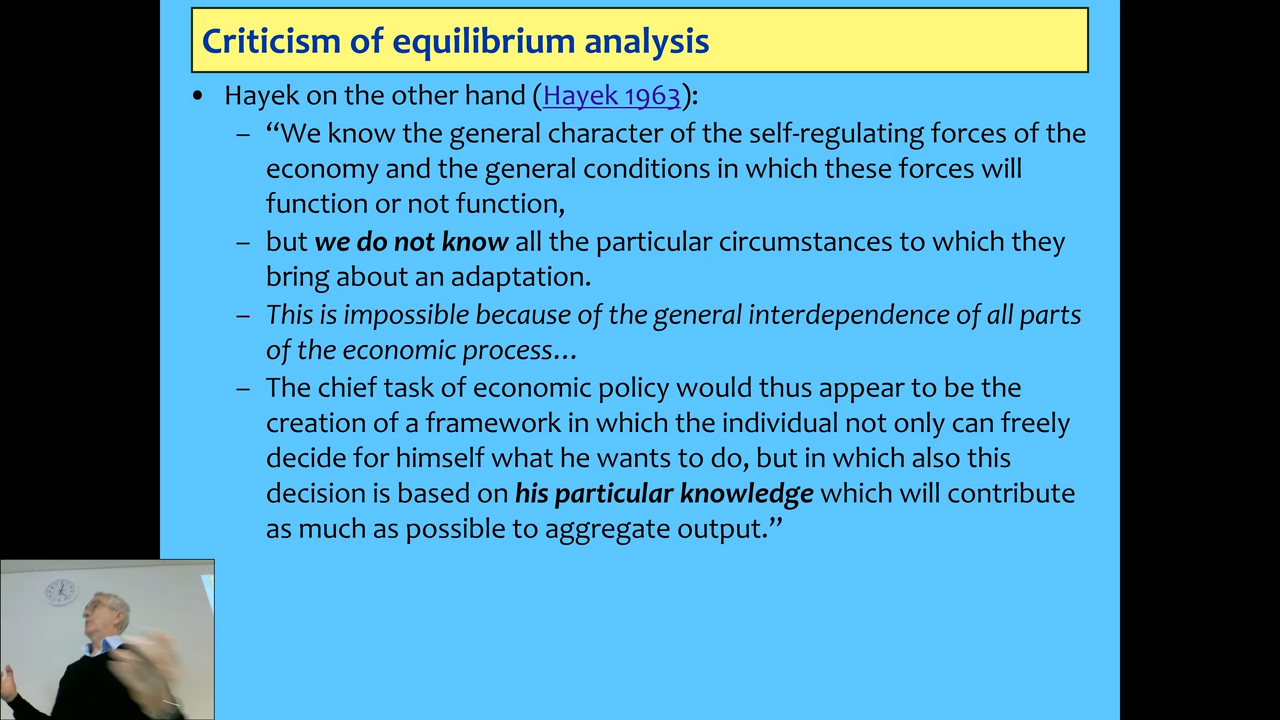 Criticism of equilibrium analysis
• Hayek on the other hand (Hayek 1963):
– “We know the general character of the self-regulating forces of the
economy and the general conditions in which these forces will
function or not function,
– but we do not know all the particular circumstances to which they
bring about an adaptation.
– This is impossible because of the general interdependence of all parts
of the economic process…
– The chief task of economic policy would thus appear to be the
creation of a framework in which the individual not only can freely
decide for himself what he wants to do, but in which also this
decision is based on his particular knowledge which will contribute
as much as possible to aggregate output.”